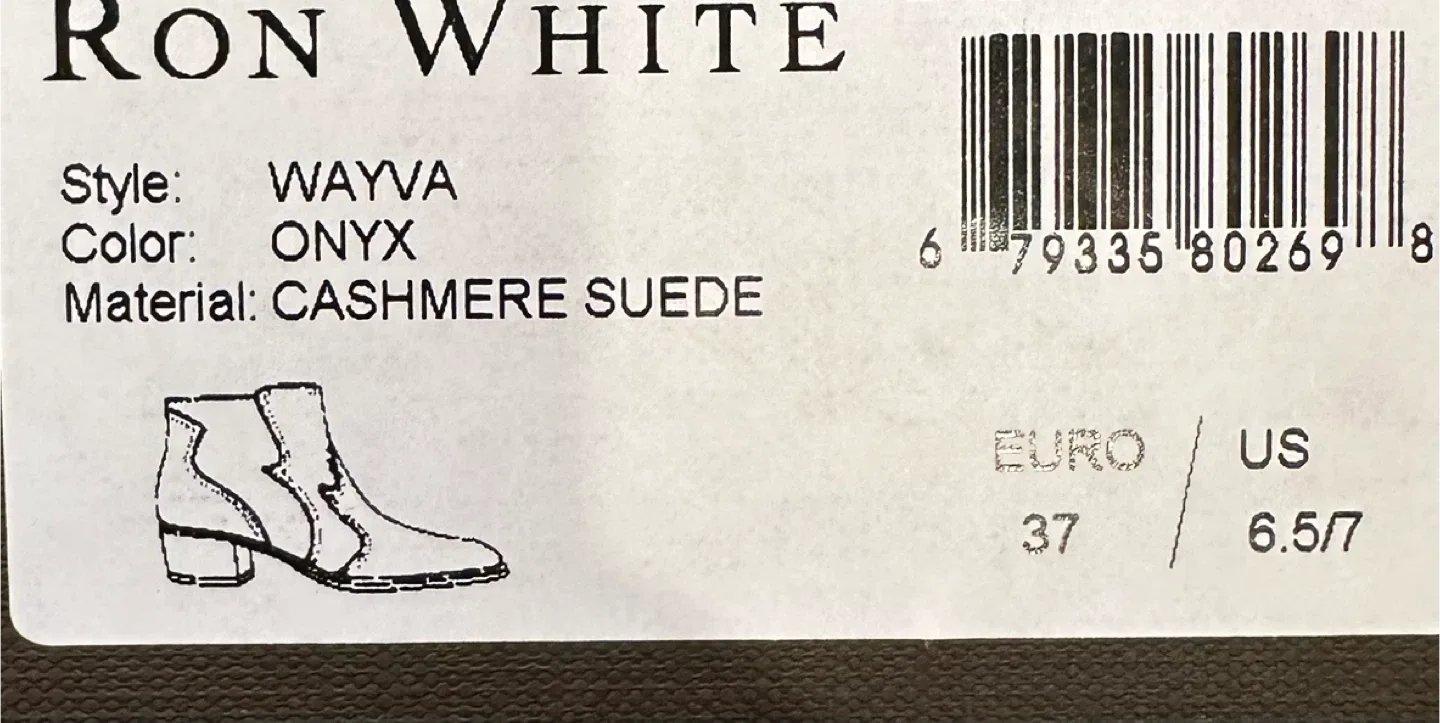 RON WHITE
Style: WAYVA
Color: ONYX
Material: CASHMERE SUEDE
6 79335 80269 8
EURO / US
37 6.5/7